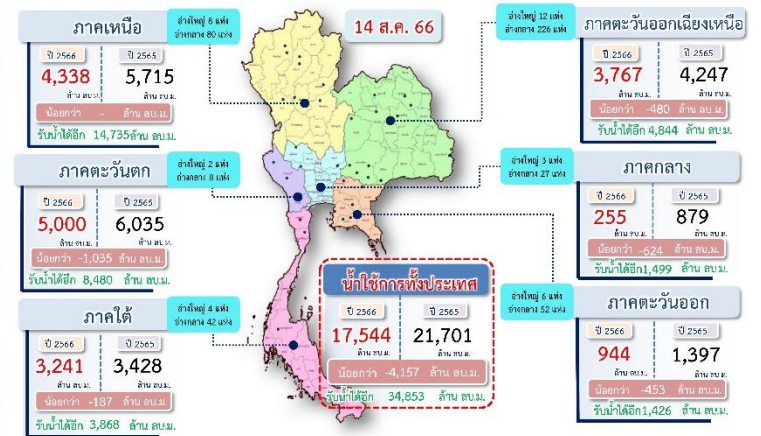 ภาคเหนือ
ปี 2566 ปี 2565
4,338 5,715
ล้าน ลบ.ม. ล้าน ลบ.ม.
น้อยกว่า - ล้าน ลบ.ม.
รับน้ำได้อีก 14,735ล้าน ลบ.ม.
อ่างใหญ่ 8 แห่ง
อ่างกลาง 80 แห่ง
14 ส.ค. 66
อ่างใหญ่ 12 แห่ง
อ่างกลาง 226 แห่ง
ภาคตะวันออกเฉียงเหนือ
ปี 2566 ปี 2565
3,767 4,247
ล้าน ลบ.ม. ล้าน ลบ.ม.
น้อยกว่า -480 ล้าน ลบ.ม.
รับน้ำได้อีก 4,844 ล้าน ลบ.ม.
ภาคตะวันตก
ปี 2566 ปี 2565
5,000 6,035
ล้าน ลบ.ม. ล้าน ลบ.ม.
น้อยกว่า -1,035 ล้าน ลบ.ม.
รับน้ำได้อีก 8,480 ล้าน ลบ.ม.
อ่างใหญ่ 2 แห่ง
อ่างกลาง 8 แห่ง
อ่างใหญ่ 3 แห่ง
อ่างกลาง 27 แห่ง
ภาคกลาง
ปี 2566 ปี 2565
255 879
ล้าน ลบ.ม. ล้าน ลบ.ม.
น้อยกว่า -624 ล้าน ลบ.ม.
รับน้ำได้อีก1,499 ล้าน ลบ.ม.
ภาคใต้
ปี 2566 ปี 2565
3,241 3,428
ล้าน ลบ.ม. ล้าน ลบ.ม.
น้อยกว่า -187 ล้าน ลบ.ม.
รับน้ำได้อีก 3,868 ล้าน ลบ.ม.
อ่างใหญ่ 4 แห่ง
อ่างกลาง 42 แห่ง
น้ำใช้การทั้งประเทศ
ปี 2566 ปี 2565
17,544 21,701
ล้าน ลบ.ม. ล้าน ลบ.ม.
น้อยกว่า -4,157 ล้าน ลบ.ม.
รับน้ำได้อีก 34,853 ล้าน ลบ.ม.
อ่างใหญ่ 6 แห่ง
อ่างกลาง 52 แห่ง
ภาคตะวันออก
ปี 2566 ปี 2565
944 1,397
ล้าน ลบ.ม. ล้าน ลบ.ม.
น้อยกว่า -453 ล้าน ลบ.ม.
รับน้ำได้อีก1,426 ล้าน ลบ.ม.